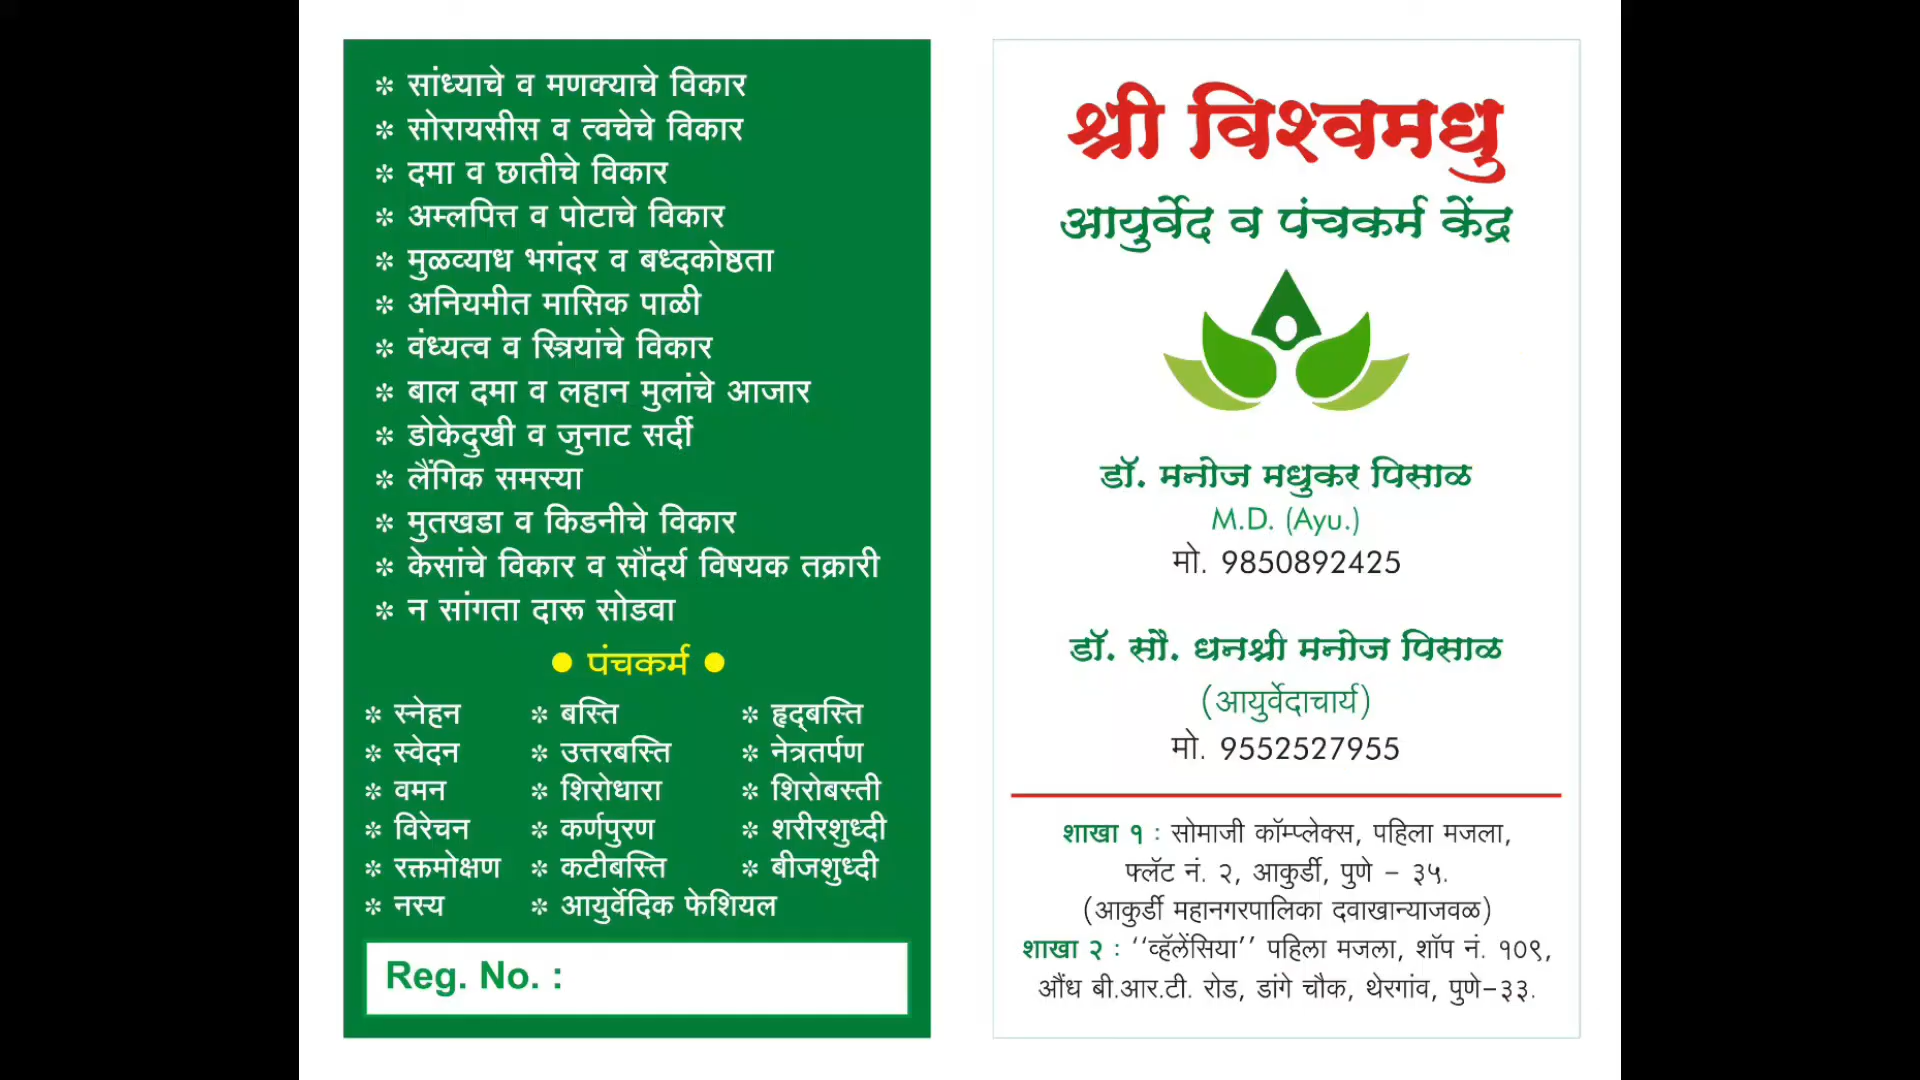 ✼ सांध्याचे व मणक्याचे विकार
✼ सोरायसीस व त्वचेचे विकार
✼ दमा व छातीचे विकार
✼ अम्लपित्त व पोटाचे विकार
✼ मुळव्याध भगंदर व बध्दकोष्ठता
✼ अनियमीत मासिक पाळी
✼ वंध्यत्व व स्त्रियांचे विकार
✼ बाल दमा व लहान मुलांचे आजार
✼ डोकेदुखी व जुनाट सर्दी
✼ लैंगिक समस्या
✼ मुतखडा व किडनीचे विकार
✼ केसांचे विकार व सौंदर्य विषयक तक्रारी
✼ न सांगता दारू सोडवा
● पंचकर्म ●
✼ स्नेहन ✼ बस्ति ✼ हृद्बस्ति
✼ स्वेदन ✼ उत्तरबस्ति ✼ नेत्रतर्पण
✼ वमन ✼ शिरोधारा ✼ शिरोबस्ती
✼ विरेचन ✼ कर्णपुरण ✼ शरीरशुध्दी
✼ रक्तमोक्षण ✼ कटीबस्ति ✼ बीजशुध्दी
✼ नस्य ✼ आयुर्वेदिक फेशियल
Reg. No. :
श्री विश्वमधु
आयुर्वेद व पंचकर्म केंद्र
डॉ. मनोज मधुकर पिसाळ
M.D. (Ayu.)
मो. 9850892425
डॉ. सौ. धनश्री मनोज पिसाळ
(आयुर्वेदाचार्य)
मो. 9552527955
शाखा १ : सोमाजी कॉम्प्लेक्स, पहिला मजला,
फ्लॅट नं. २, आकुर्डी, पुणे - ३५.
(आकुर्डी महानगरपालिका दवाखान्याजवळ)
शाखा २ : ‘‘व्हॅलेंसिया’’ पहिला मजला, शॉप नं. १०९,
औंध बी.आर.टी. रोड, डांगे चौक, थेरगांव, पुणे-३३.